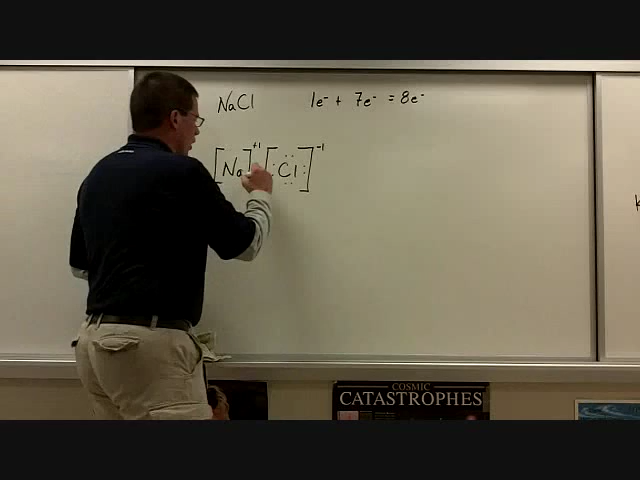 NaCl 1e⁻ + 7e⁻ = 8e⁻
[Na]⁺¹ [:Cl:]⁻¹
COSMIC
CATASTROPHES